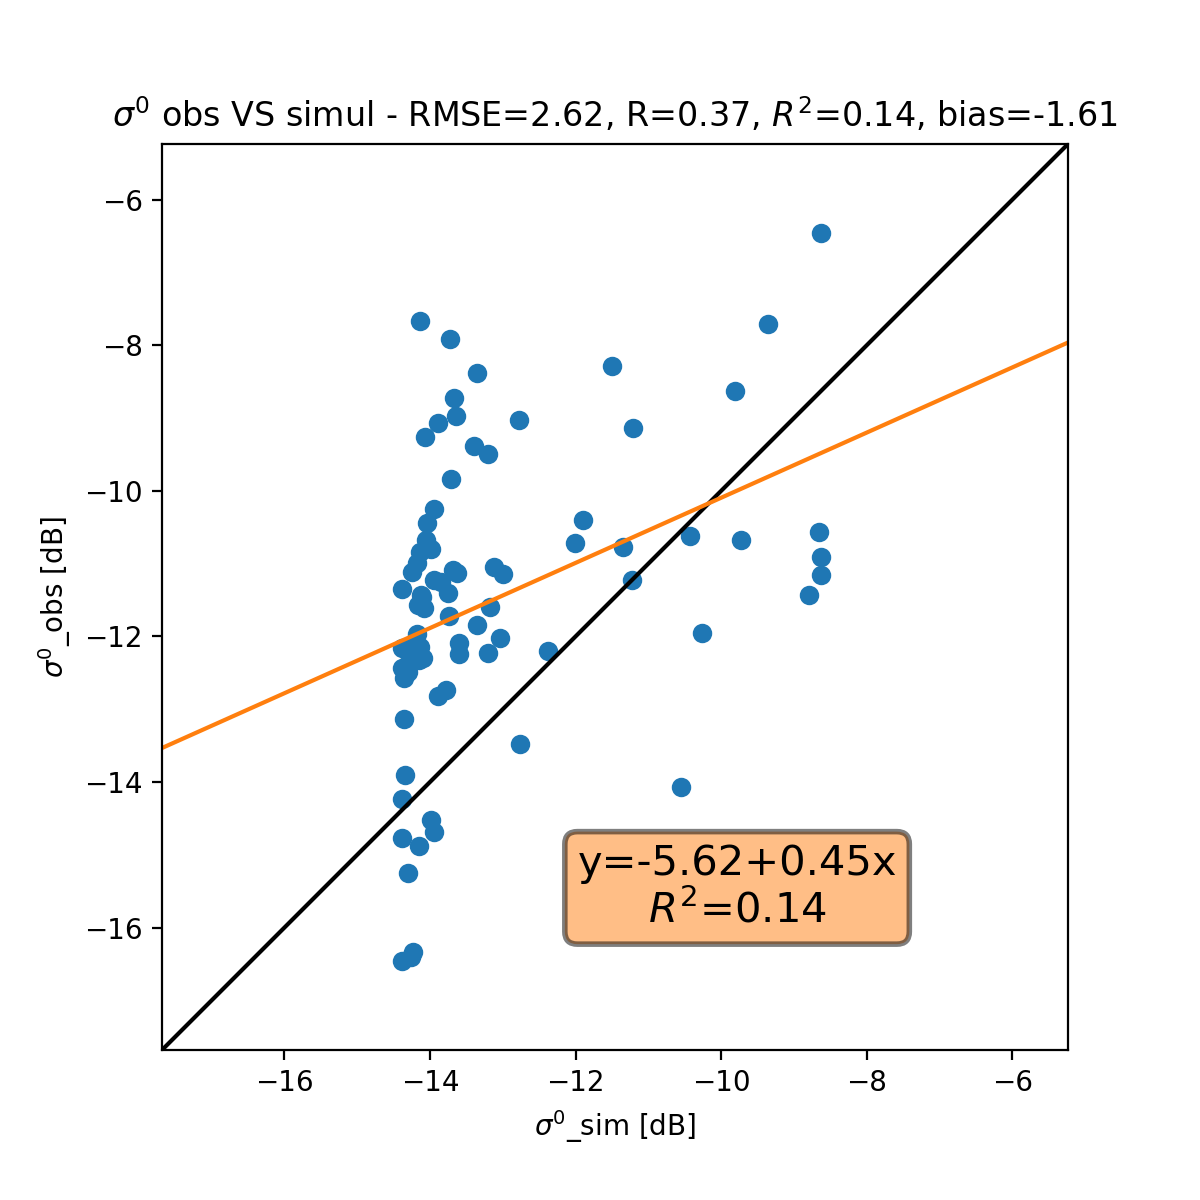 σ⁰ obs VS simul - RMSE=2.62, R=0.37, R²=0.14, bias=-1.61
−6
−8
−10
−12
−14
−16
σ⁰_obs [dB]
y=-5.62+0.45x
R²=0.14
−16 −14 −12 −10 −8 −6
σ⁰_sim [dB]